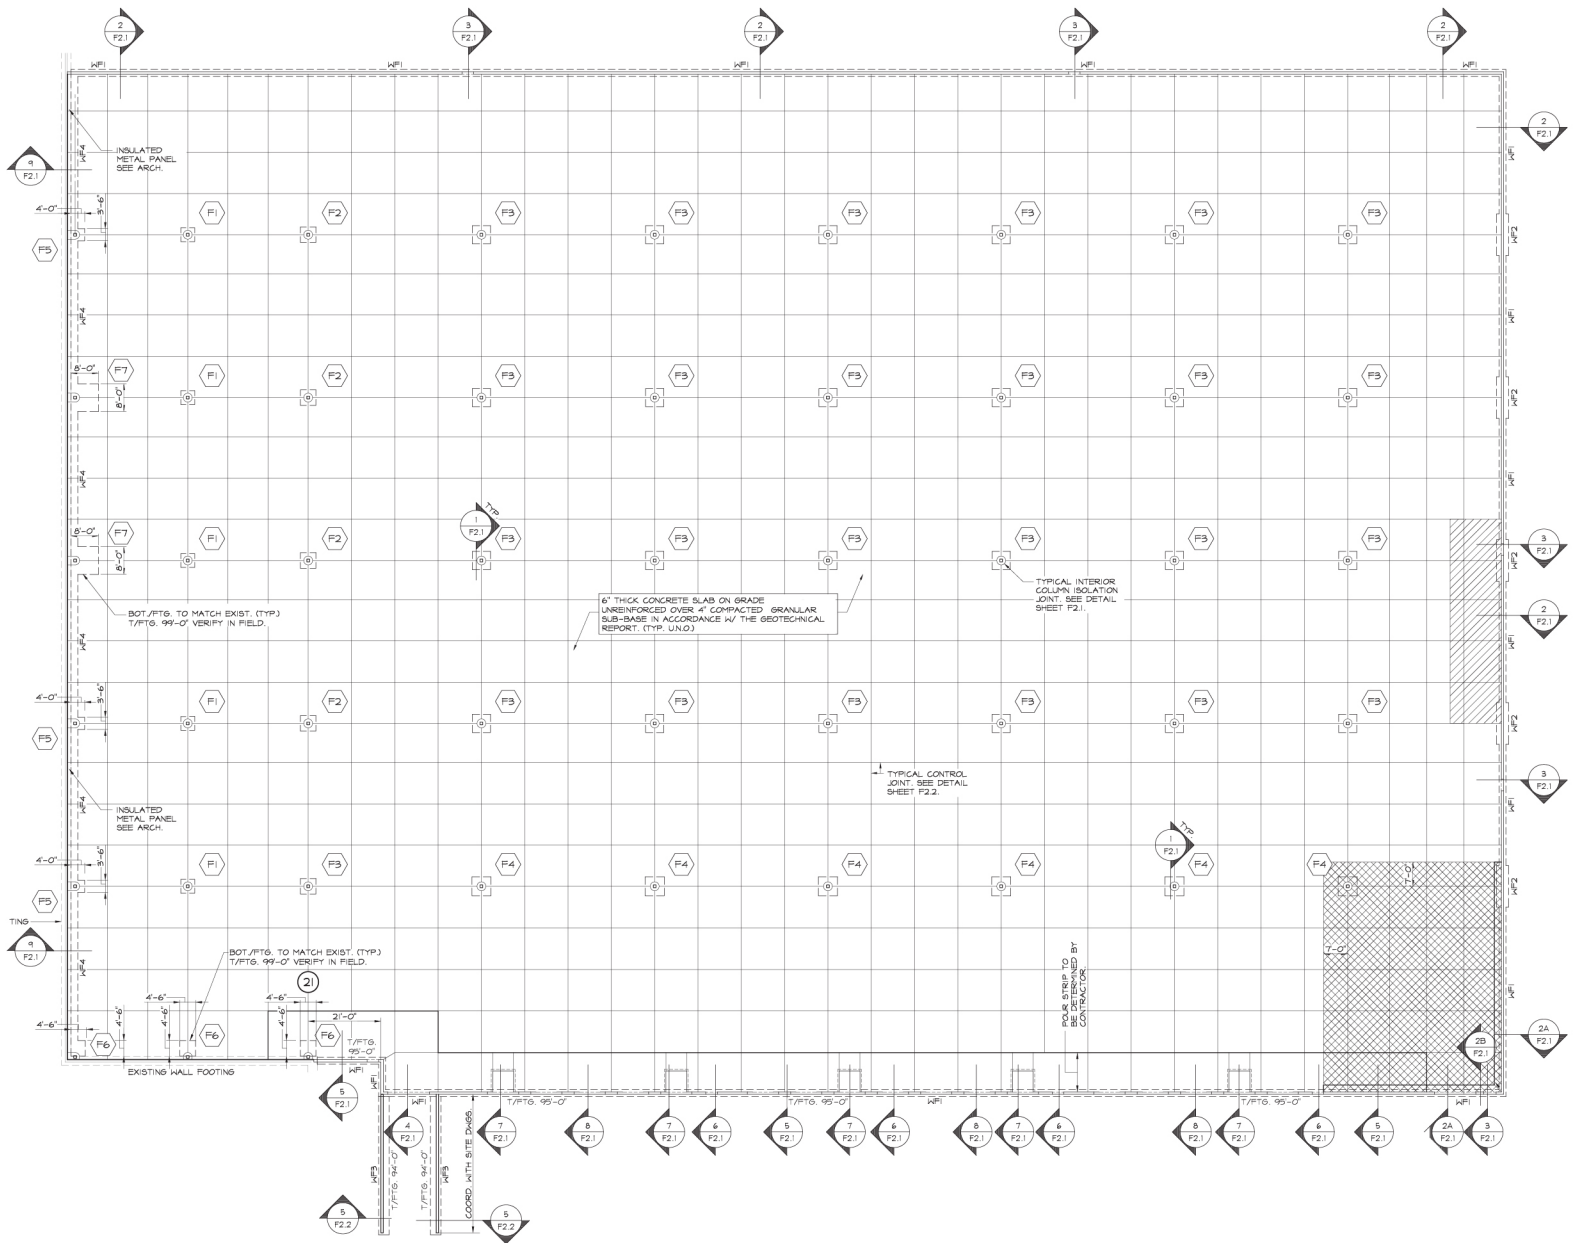 2 3 2 3 2
F2.1 F2.1 F2.1 F2.1 F2.1
WF1 WF1 WF1 WF1 WF1
2
F2.1
INSULATED
METAL PANEL
SEE ARCH.
WF4
WF1
9
F2.1
4'-0" 3'-6" F1 F2 F3 F3 F3 F3 F3 F3
F5
WF2
WF4
WF1
8'-0" F7 F1 F2 F3 F3 F3 F3 F3 F3
8'-0"
WF2
WF4
WF1
1
F2.1
TYP.
8'-0" F7 F1 F2 F3 F3 F3 F3 F3 F3
8'-0"
WF2
3
F2.1
TYPICAL INTERIOR
COLUMN ISOLATION
JOINT. SEE DETAIL
SHEET F2.1.
6" THICK CONCRETE SLAB ON GRADE
UNREINFORCED OVER 4" COMPACTED GRANULAR
SUB-BASE IN ACCORDANCE W/ THE GEOTECHNICAL
REPORT. (TYP. U.N.O.)
BOT./FTG. TO MATCH EXIST. (TYP.)
T/FTG. 99'-0" VERIFY IN FIELD.
2
F2.1
WF4
WF1
4'-0" 3'-6" F1 F2 F3 F3 F3 F3 F3 F3
F5
WF2
TYPICAL CONTROL
JOINT. SEE DETAIL
SHEET F2.2.
3
F2.1
INSULATED
METAL PANEL
SEE ARCH.
WF4
WF1
1
F2.1
TYP.
4'-0" 3'-6" F1 F3 F4 F4 F4 F4 F4 F4
7'-0"
F5
WF2
TING
9
F2.1
BOT./FTG. TO MATCH EXIST. (TYP.)
T/FTG. 99'-0" VERIFY IN FIELD.
7'-0"
WF4
21
POUR STRIP TO
BE DETERMINED BY
CONTRACTOR.
WF1
4'-6" 4'-6"
4'-6" 4'-6" 4'-6" 4'-6"
21'-0"
F6 F6 F6
T/FTG.
95'-0"
2A
F2.1
2B
F2.1
EXISTING WALL FOOTING
WF1
WF1
5
F2.1
WF1 T/FTG. 95'-0" T/FTG. 95'-0" WF1 T/FTG. 95'-0" WF1
4 7 8 7 6 5 7 6 8 7 6 8 7 6 5 2A 3
F2.1 F2.1 F2.1 F2.1 F2.1 F2.1 F2.1 F2.1 F2.1 F2.1 F2.1 F2.1 F2.1 F2.1 F2.1 F2.1 F2.1
WF3
T/FTG. 94'-0"
T/FTG. 94'-0"
WF3
COORD. WITH SITE DWGS.
5
F2.2
5
F2.2